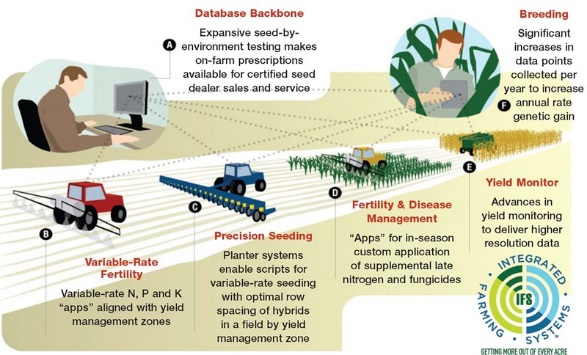 Database Backbone
Expansive seed-by-
environment testing makes
on-farm prescriptions
available for certified seed
dealer sales and service
A
Breeding
Significant
increases in
data points
collected per
year to increase
annual rate
genetic gain
F
B
Variable-Rate
Fertility
Variable-rate N, P and K
"apps" aligned with yield
management zones
C
Precision Seeding
Planter systems
enable scripts for
variable-rate seeding
with optimal row
spacing of hybrids
in a field by yield
management zone
D
Fertility & Disease
Management
"Apps" for in-season
custom application
of supplemental late
nitrogen and fungicides
E
Yield Monitor
Advances in
yield monitoring
to deliver higher
resolution data
INTEGRATED
FARMING
SYSTEMS
IFS
GETTING MORE OUT OF EVERY ACRE